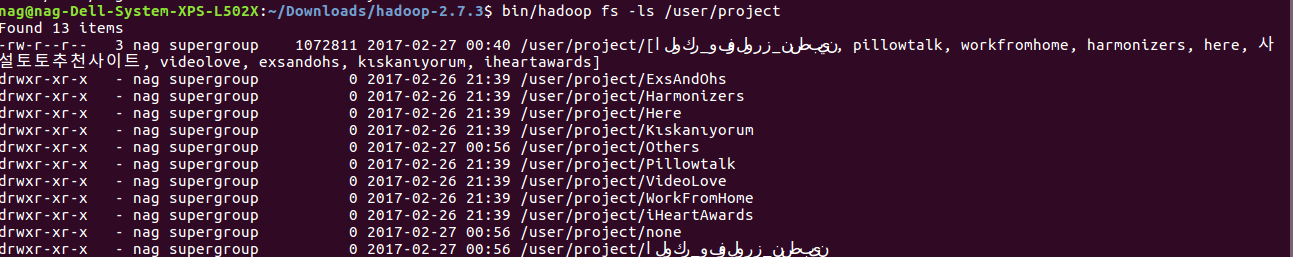 nag@nag-Dell-System-XPS-L502X:~/Downloads/hadoop-2.7.3$ bin/hadoop fs -ls /user/project
Found 13 items
-rw-r--r--   3 nag supergroup    1072811 2017-02-27 00:40 /user/project/[, pillowtalk, workfromhome, harmonizers, here, 사
설토토추천사이트, videolove, exsandohs, kıskanıyorum, iheartawards]
drwxr-xr-x   - nag supergroup          0 2017-02-26 21:39 /user/project/ExsAndOhs
drwxr-xr-x   - nag supergroup          0 2017-02-26 21:39 /user/project/Harmonizers
drwxr-xr-x   - nag supergroup          0 2017-02-26 21:39 /user/project/Here
drwxr-xr-x   - nag supergroup          0 2017-02-26 21:39 /user/project/Kıskanıyorum
drwxr-xr-x   - nag supergroup          0 2017-02-27 00:56 /user/project/Others
drwxr-xr-x   - nag supergroup          0 2017-02-26 21:39 /user/project/Pillowtalk
drwxr-xr-x   - nag supergroup          0 2017-02-26 21:39 /user/project/VideoLove
drwxr-xr-x   - nag supergroup          0 2017-02-26 21:39 /user/project/WorkFromHome
drwxr-xr-x   - nag supergroup          0 2017-02-26 21:39 /user/project/iHeartAwards
drwxr-xr-x   - nag supergroup          0 2017-02-27 00:56 /user/project/none
drwxr-xr-x   - nag supergroup          0 2017-02-27 00:56 /user/project/